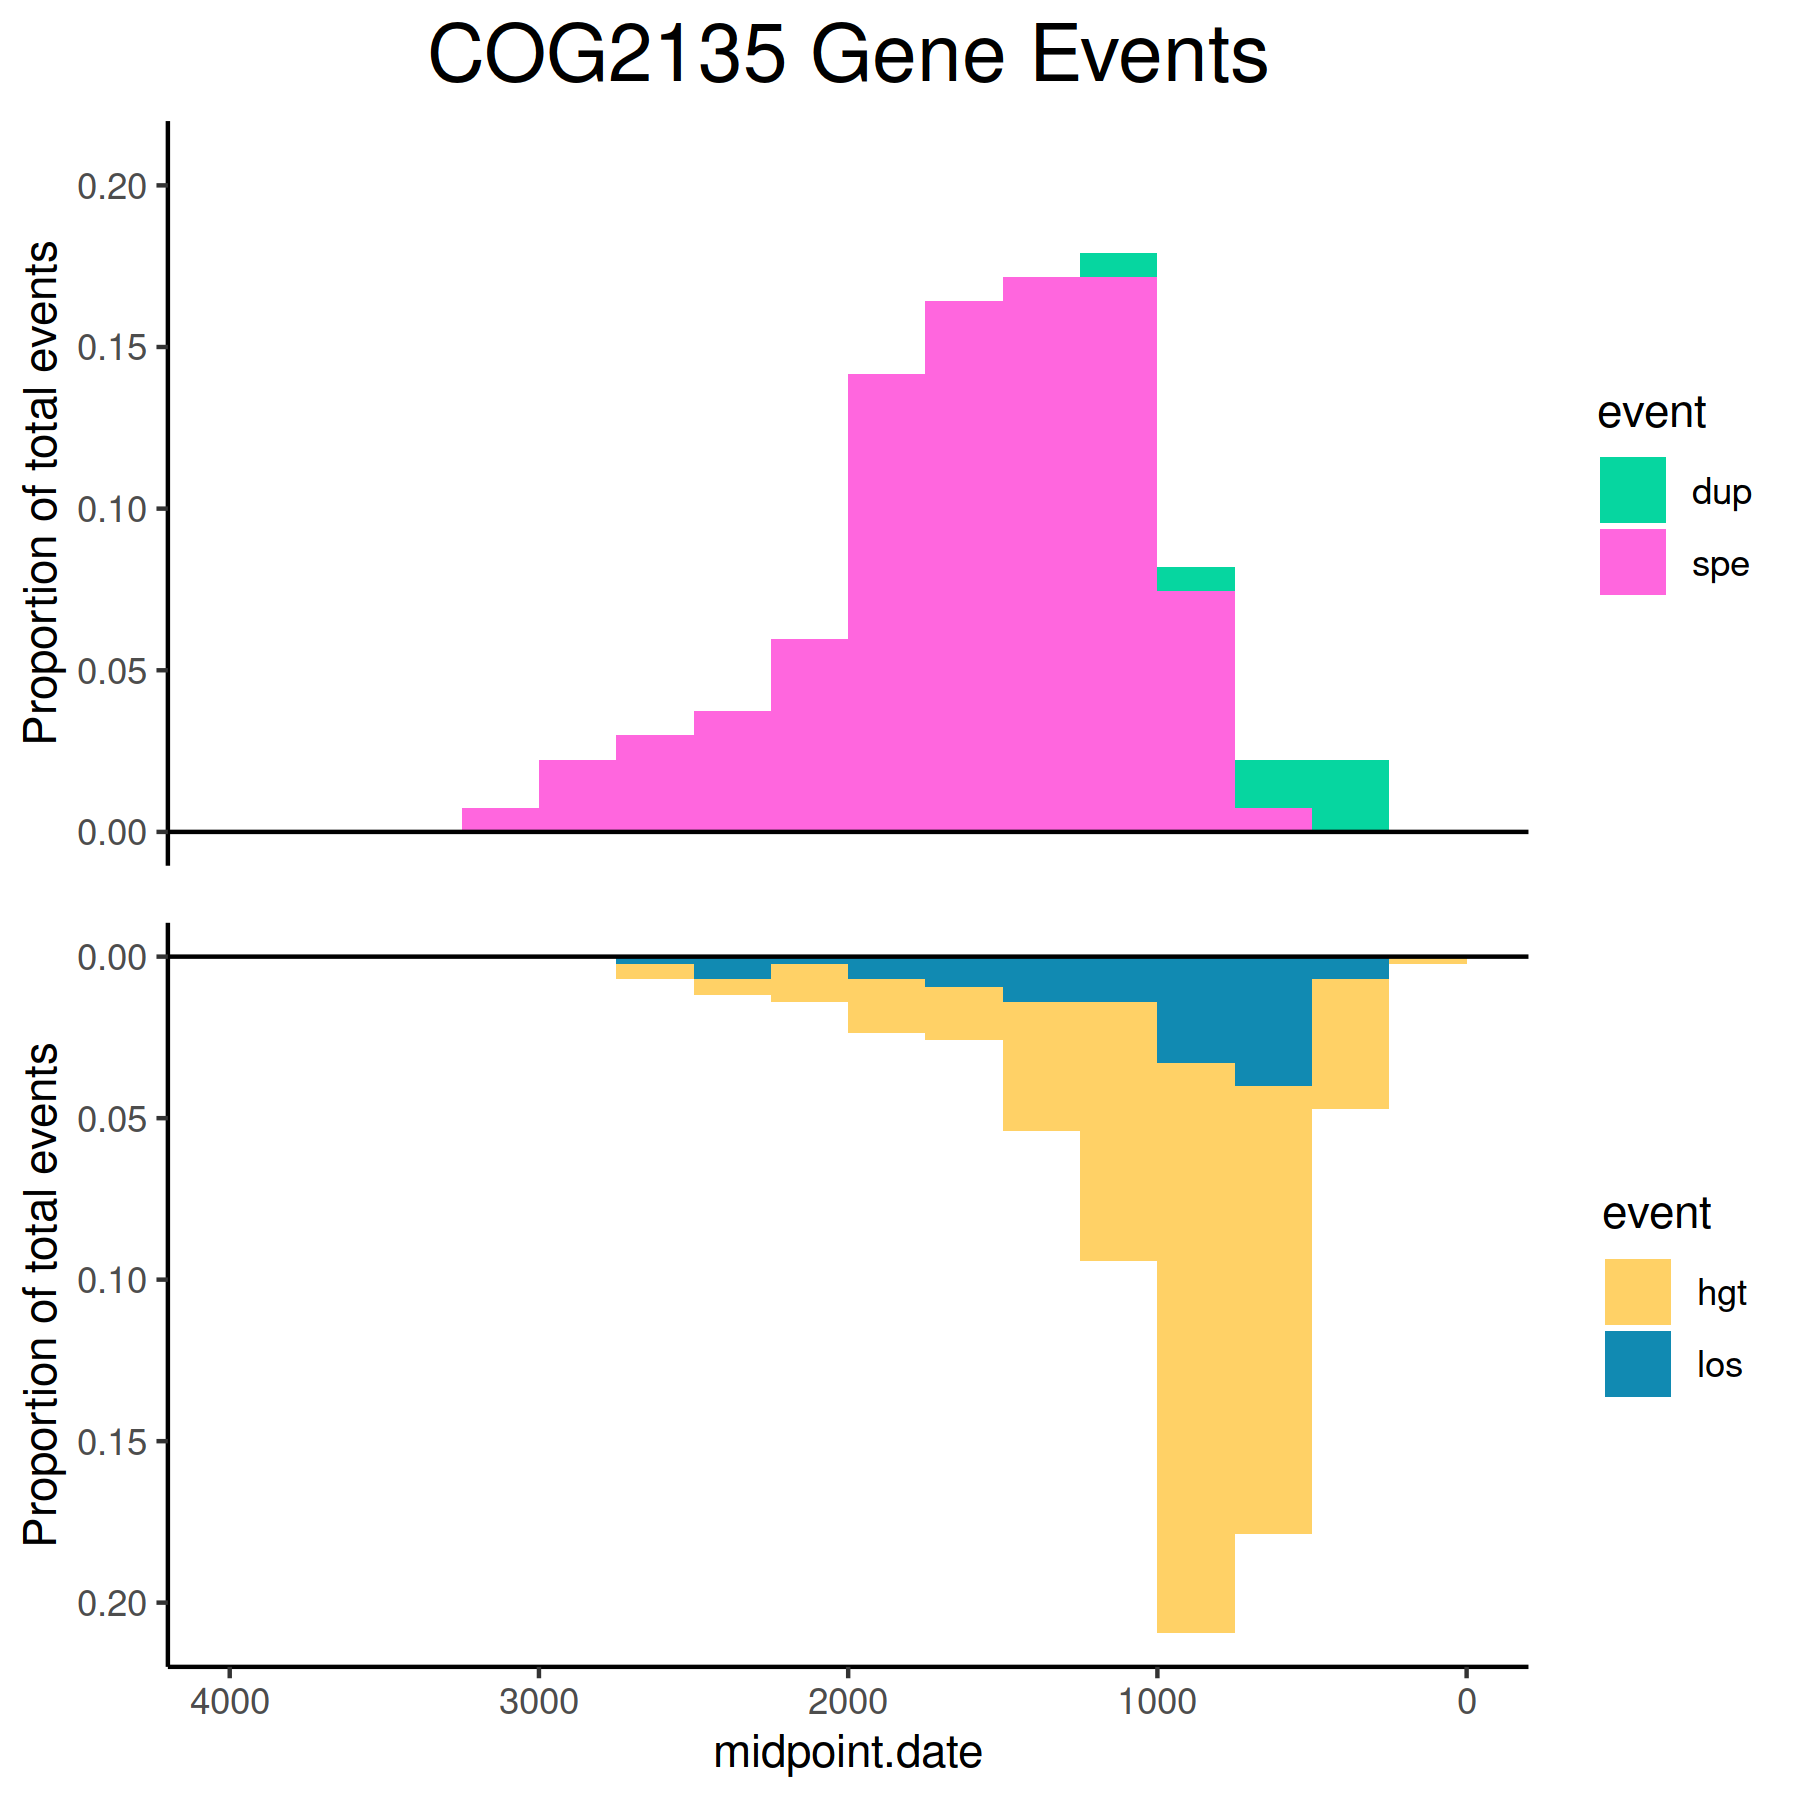 COG2135 Gene Events
Proportion of total events
0.20
0.15
0.10
0.05
0.00
event
dup
spe
Proportion of total events
0.00
0.05
0.10
0.15
0.20
event
hgt
los
4000 3000 2000 1000 0
midpoint.date